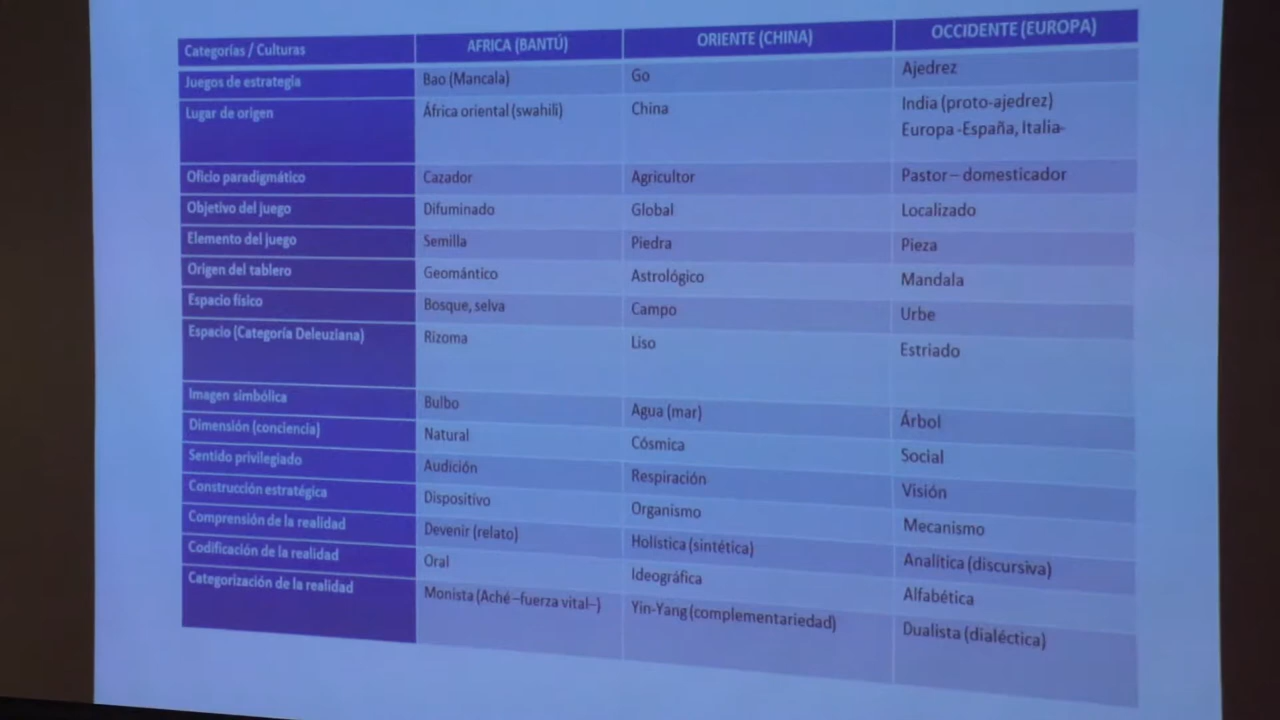 Categorías / Culturas AFRICA (BANTÚ) ORIENTE (CHINA) OCCIDENTE (EUROPA)
Juegos de estrategia Bao (Mancala) Go Ajedrez
Lugar de origen África oriental (swahili) China India (proto-ajedrez)
Europa -España, Italia-
Oficio paradigmático Cazador Agricultor Pastor – domesticador
Objetivo del juego Difuminado Global Localizado
Elemento del juego Semilla Piedra Pieza
Origen del tablero Geomántico Astrológico Mandala
Espacio físico Bosque, selva Campo Urbe
Espacio (Categoría Deleuziana) Rizoma Liso Estriado
Imagen simbólica Bulbo Agua (mar) Árbol
Dimensión (conciencia) Natural Cósmica Social
Sentido privilegiado Audición Respiración Visión
Construcción estratégica Dispositivo Organismo Mecanismo
Comprensión de la realidad Devenir (relato) Holística (sintética) Analítica (discursiva)
Codificación de la realidad Oral Ideográfica Alfabética
Categorización de la realidad Monista (Aché –fuerza vital–) Yin-Yang (complementariedad) Dualista (dialéctica)